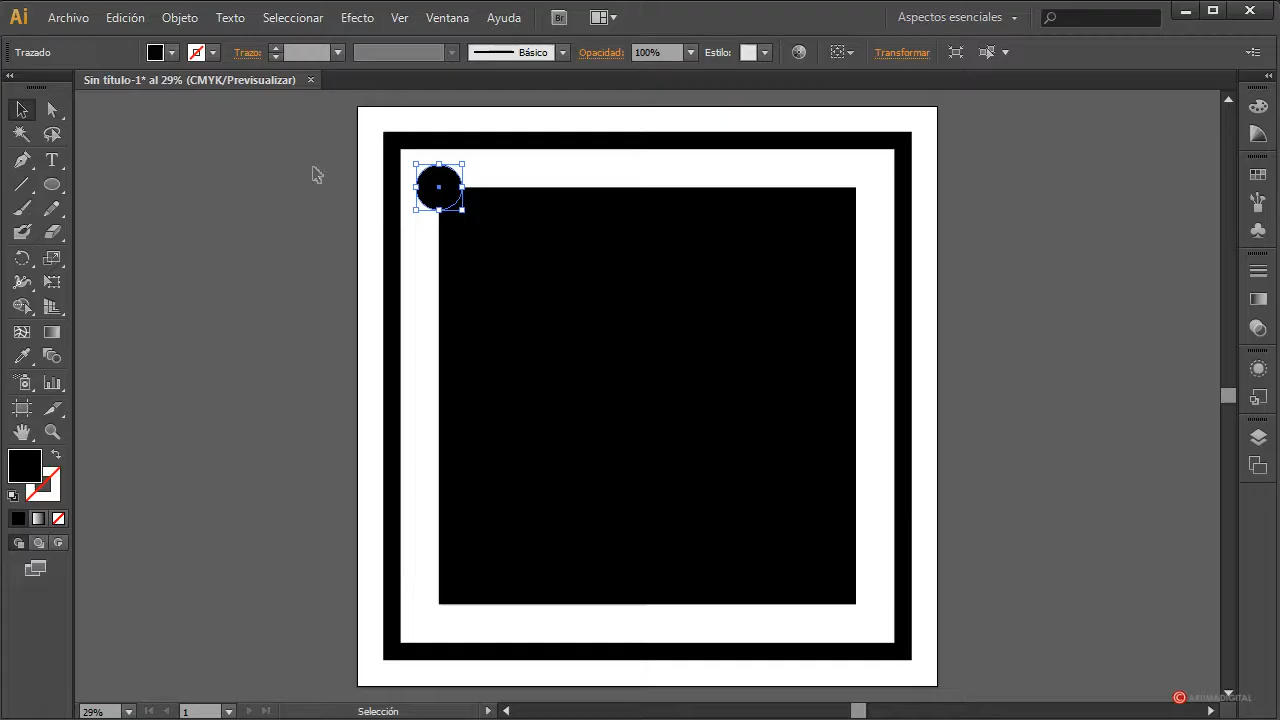 Ai Archivo Edición Objeto Texto Seleccionar Efecto Ver Ventana Ayuda Br Aspectos esenciales
Trazado Trazo: Básico Opacidad: 100% Estilo: Transformar
Sin título-1* al 29% (CMYK/Previsualizar) ×
29% 1 Selección